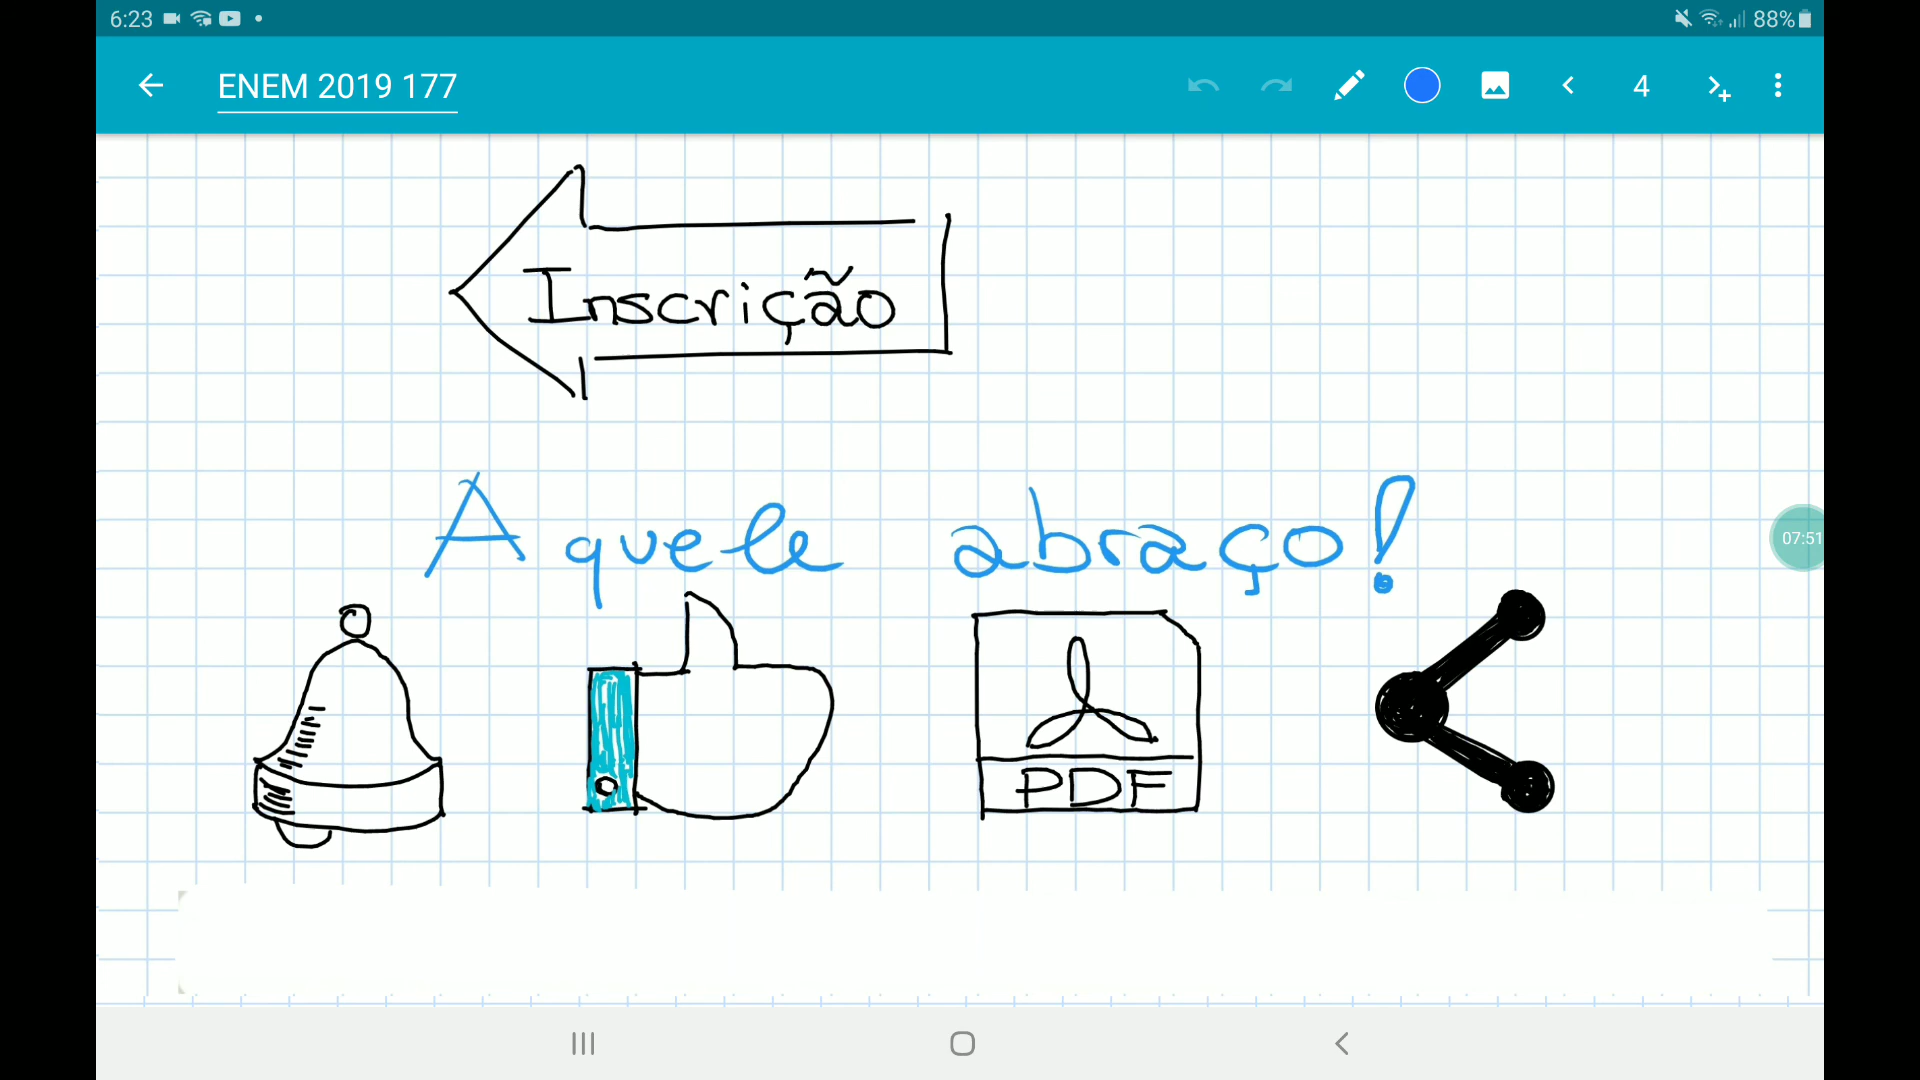 6:23 88%
ENEM 2019 177 4
Inscrição
Aquele abraço!
07:51
PDF